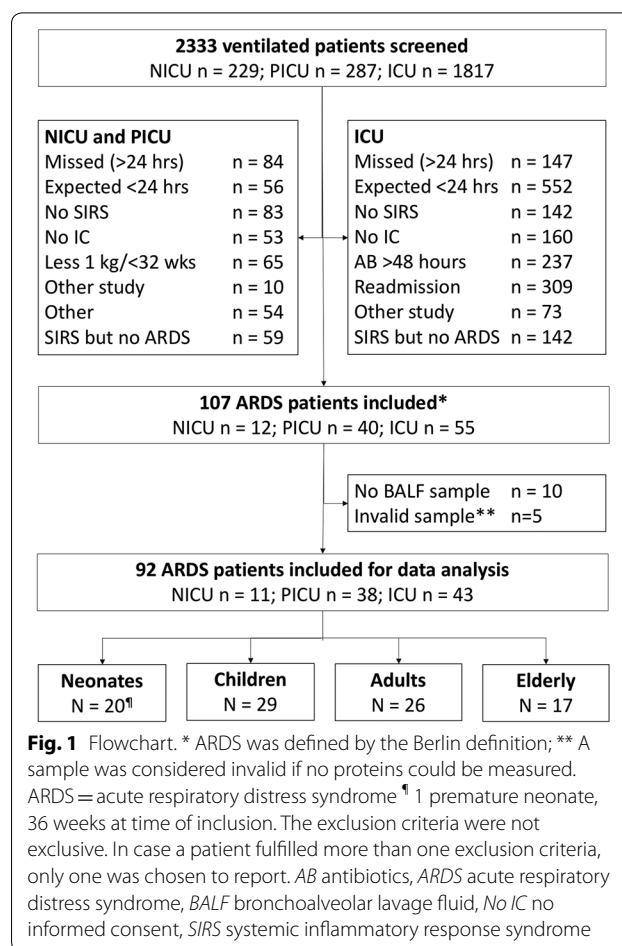 2333 ventilated patients screened
NICU n = 229; PICU n = 287; ICU n = 1817
NICU and PICU
Missed (>24 hrs) n = 84
Expected <24 hrs n = 56
No SIRS n = 83
No IC n = 53
Less 1 kg/<32 wks n = 65
Other study n = 10
Other n = 54
SIRS but no ARDS n = 59
ICU
Missed (>24 hrs) n = 147
Expected <24 hrs n = 552
No SIRS n = 142
No IC n = 160
AB >48 hours n = 237
Readmission n = 309
Other study n = 73
SIRS but no ARDS n = 142
107 ARDS patients included*
NICU n = 12; PICU n = 40; ICU n = 55
No BALF sample n = 10
Invalid sample** n=5
92 ARDS patients included for data analysis
NICU n = 11; PICU n = 38; ICU n = 43
Neonates
N = 20¶
Children
N = 29
Adults
N = 26
Elderly
N = 17
Fig. 1 Flowchart. * ARDS was defined by the Berlin definition; ** A
sample was considered invalid if no proteins could be measured.
ARDS = acute respiratory distress syndrome ¶ 1 premature neonate,
36 weeks at time of inclusion. The exclusion criteria were not
exclusive. In case a patient fulfilled more than one exclusion criteria,
only one was chosen to report. AB antibiotics, ARDS acute respiratory
distress syndrome, BALF bronchoalveolar lavage fluid, No IC no
informed consent, SIRS systemic inflammatory response syndrome